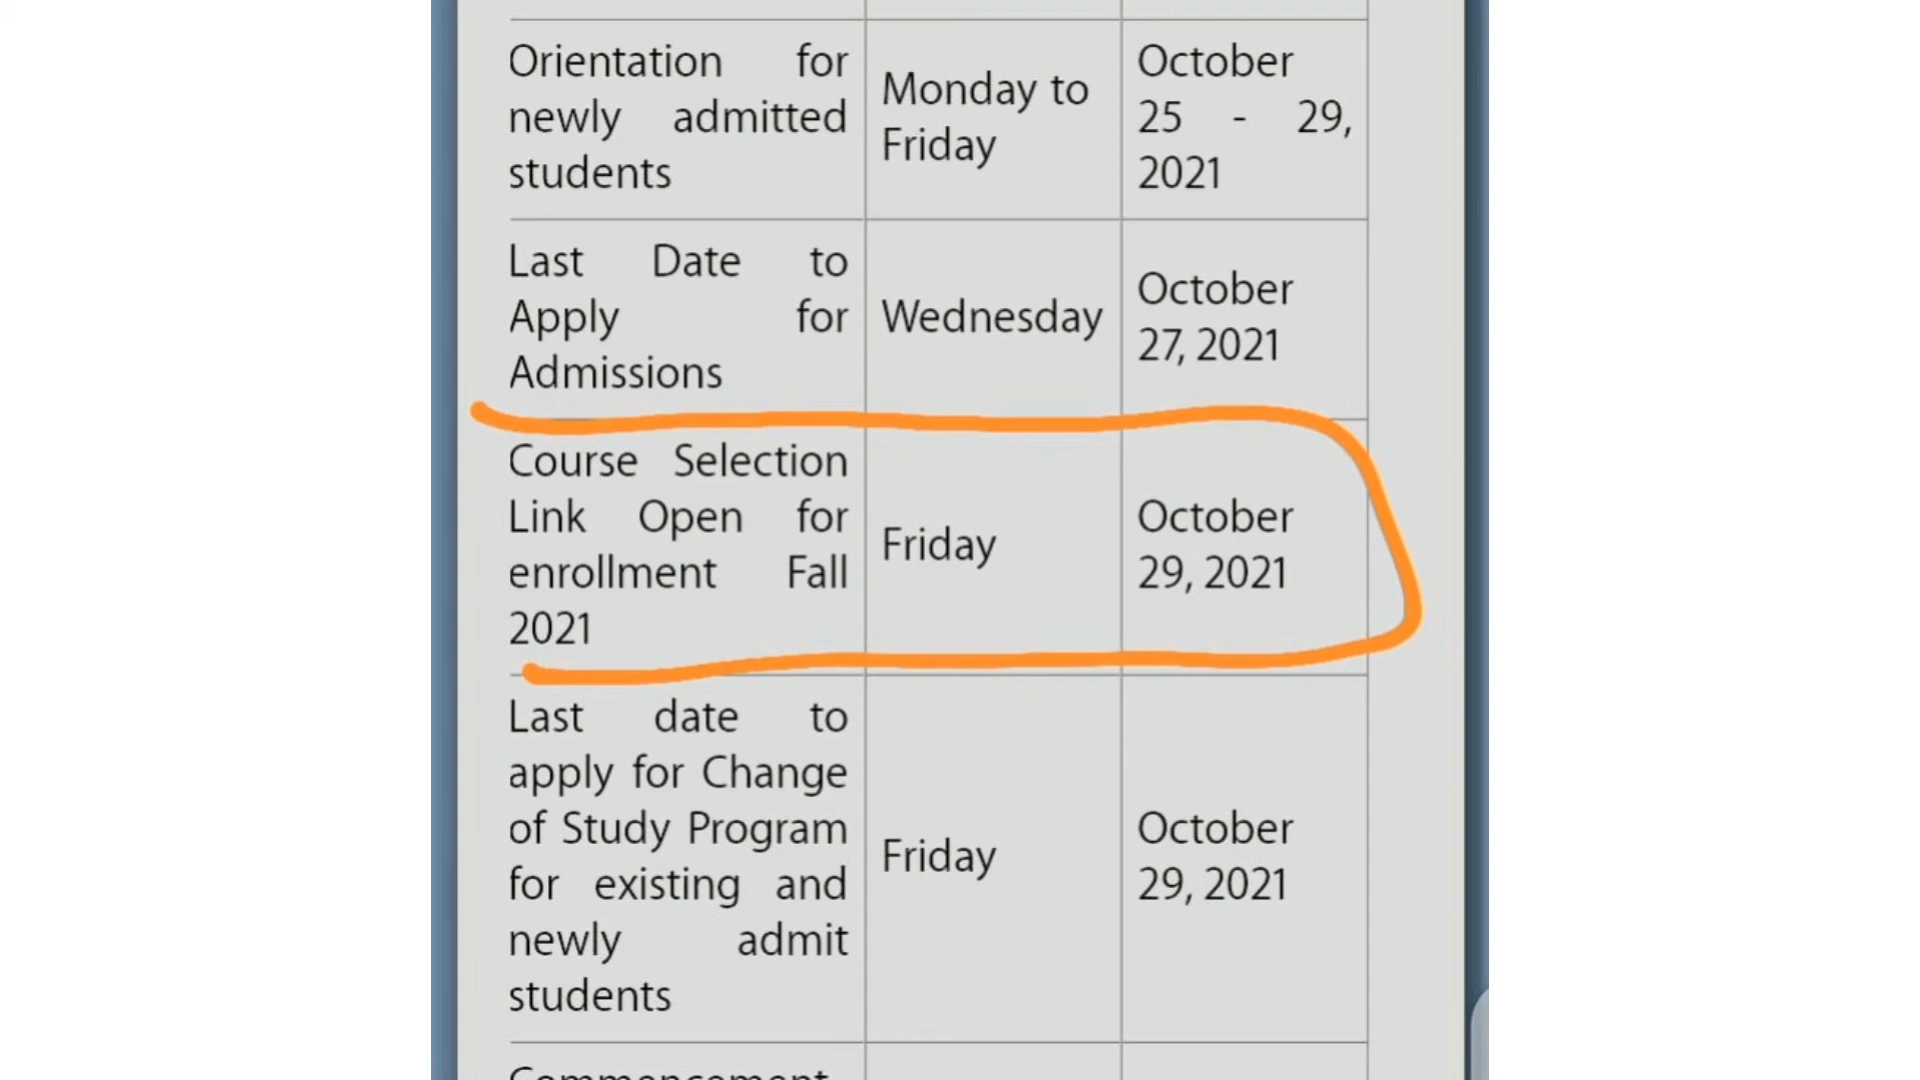 Orientation for
newly admitted
students
Monday to
Friday
October
25 - 29,
2021
Last Date to
Apply for
Admissions
Wednesday
October
27, 2021
Course Selection
Link Open for
enrollment Fall
2021
Friday
October
29, 2021
Last date to
apply for Change
of Study Program
for existing and
newly admit
students
Friday
October
29, 2021
Commencement